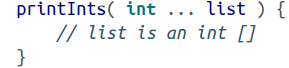 printInts( int ... list ) {
    // list is an int []
}